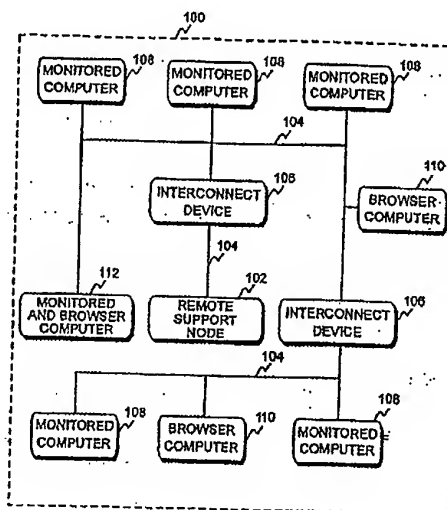 100
108
108
108
MONITORED
COMPUTER
MONITORED
COMPUTER
MONITORED
COMPUTER
104
106
110
INTERCONNECT
DEVICE
BROWSER
COMPUTER
104
112
102
106
MONITORED
AND BROWSER
COMPUTER
REMOTE
SUPPORT
NODE
INTERCONNECT
DEVICE
104
108
110
108
MONITORED
COMPUTER
BROWSER
COMPUTER
MONITORED
COMPUTER